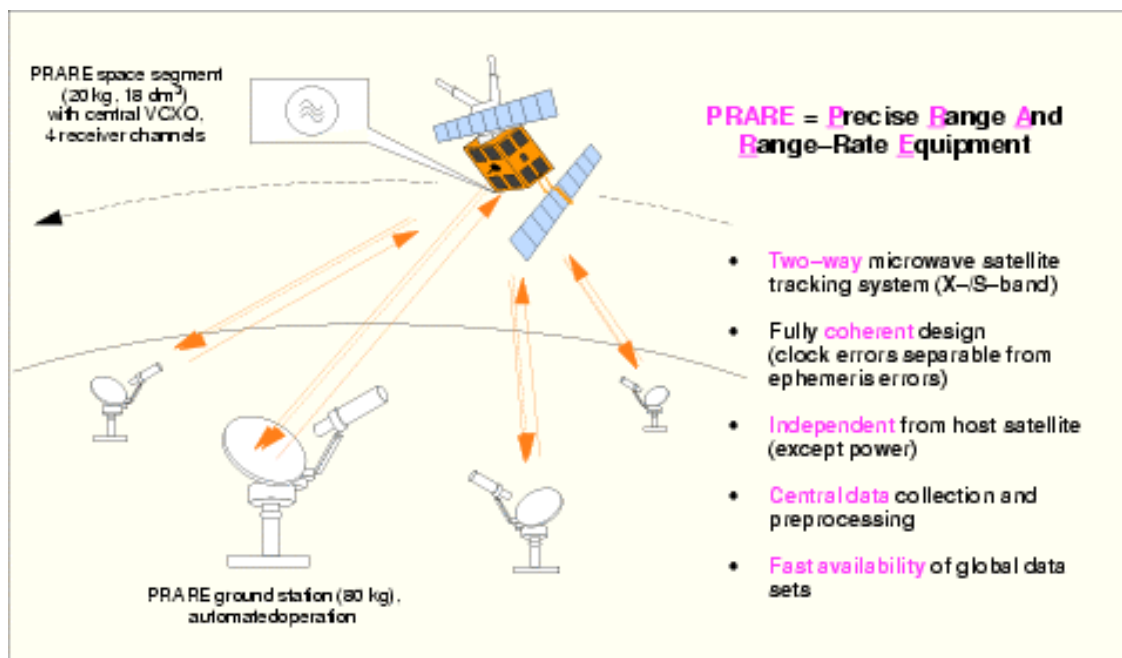 PRARE space segment
(20 kg, 18 dm³)
with central VCXO,
4 receiver channels
PRARE = Precise Range And
Range-Rate Equipment
• Two-way microwave satellite
tracking system (X-/S-band)
• Fully coherent design
(clock errors separable from
ephemeris errors)
• Independent from host satellite
(except power)
• Central data collection and
preprocessing
• Fast availability of global data
sets
PRARE ground station (80 kg),
automatedoperation